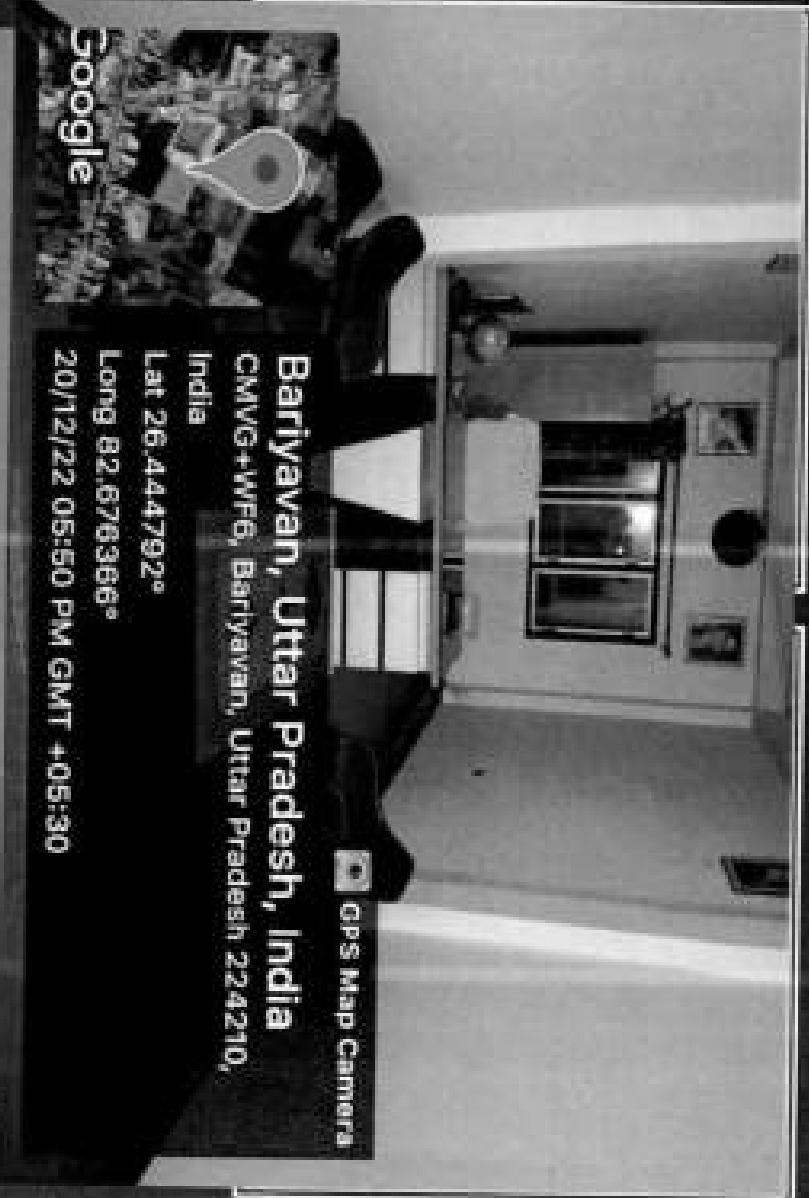 GPS Map Camera
Bariyavan, Uttar Pradesh, India
CMVG+WF6, Bariyavan, Uttar Pradesh 224210,
India
Lat 26.444792°
Long 82.676366°
20/12/22 05:50 PM GMT +05:30
Google